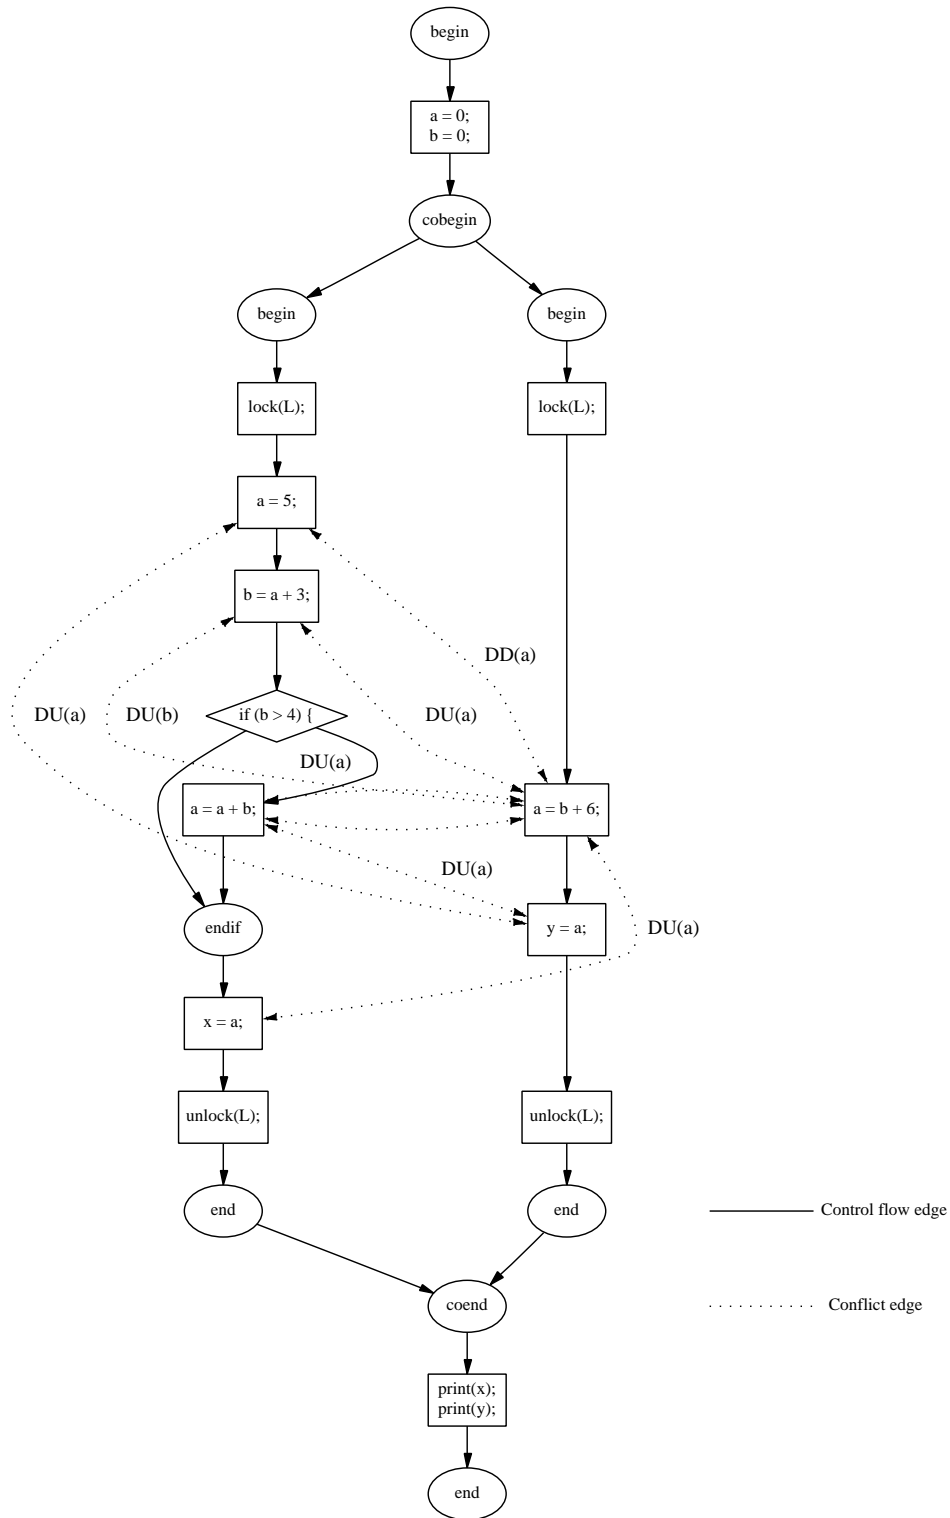 begin
a = 0;
b = 0;
cobegin
begin
begin
lock(L);
lock(L);
a = 5;
b = a + 3;
DD(a)
DU(a)
DU(b)
if (b > 4) {
DU(a)
DU(a)
a = a + b;
a = b + 6;
DU(a)
endif
y = a;
DU(a)
x = a;
unlock(L);
unlock(L);
end
end
Control flow edge
coend
Conflict edge
print(x);
print(y);
end